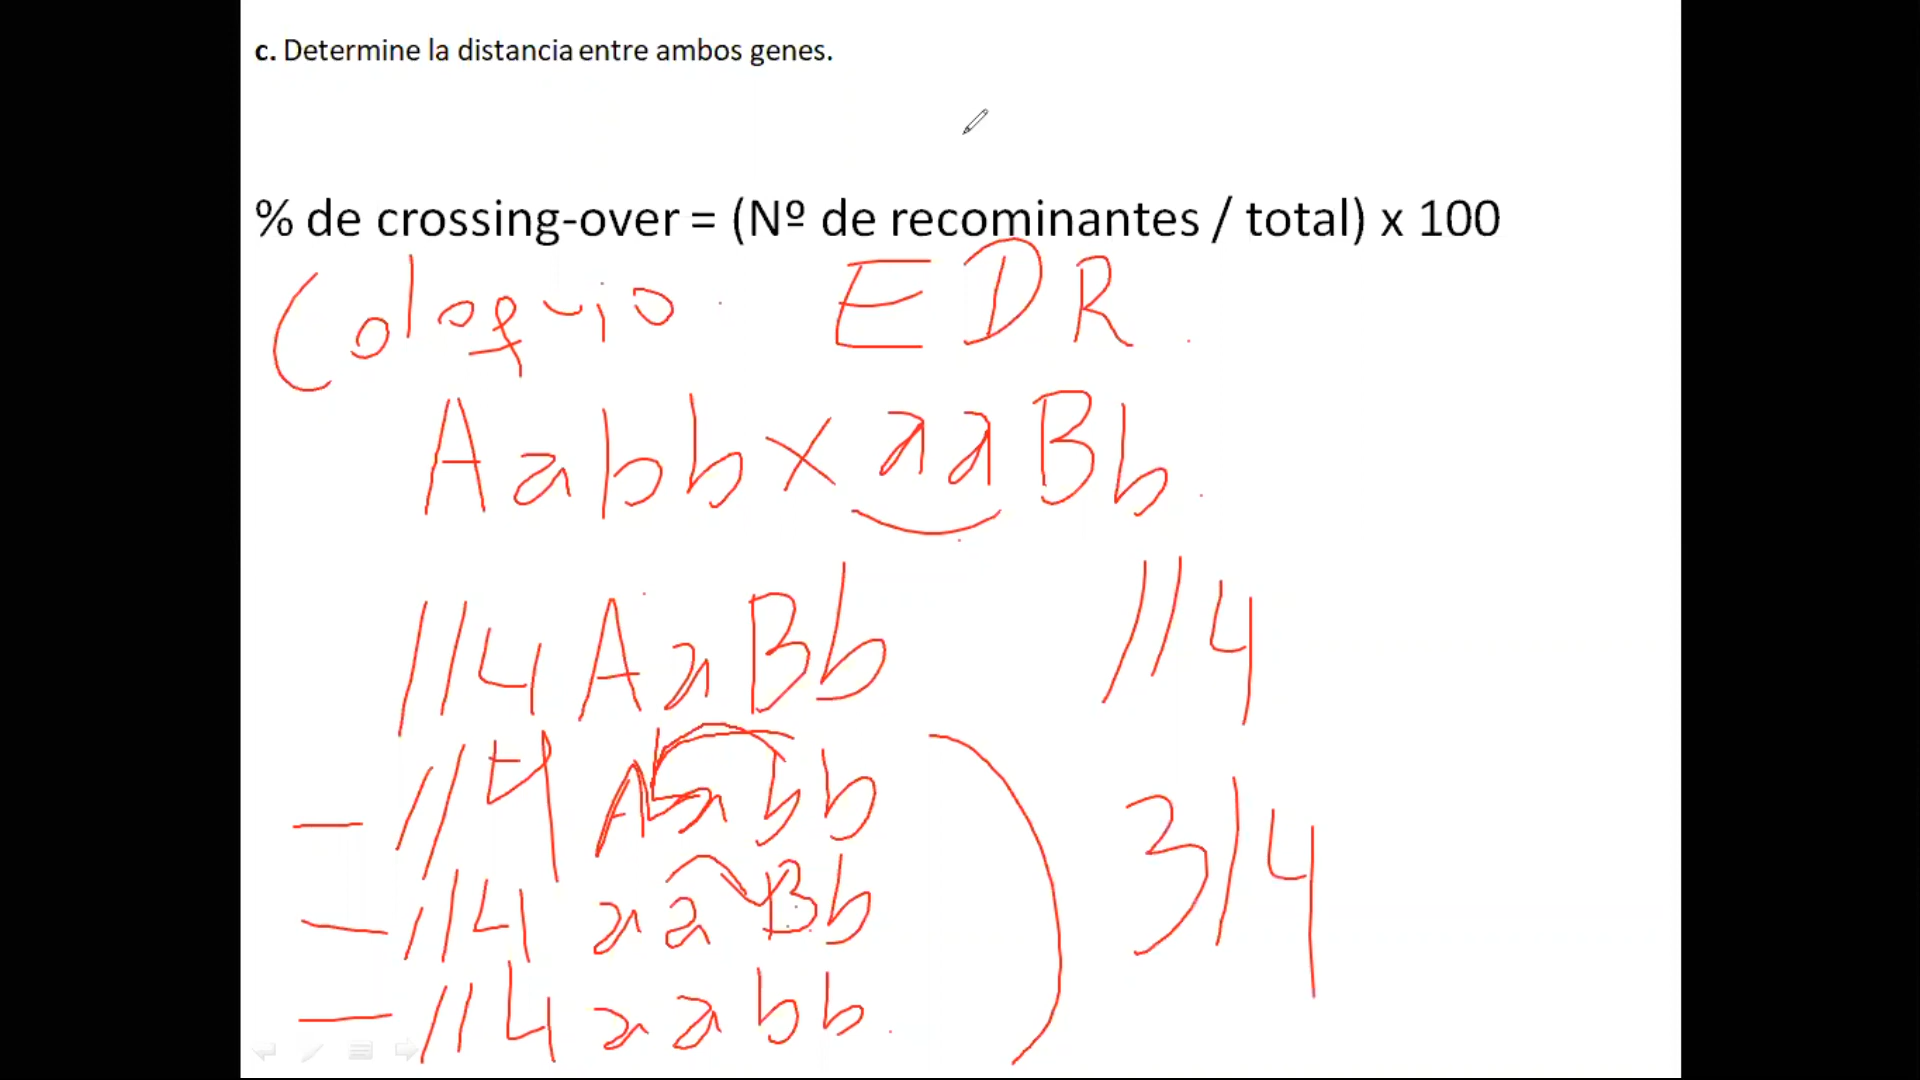 c. Determine la distancia entre ambos genes.
% de crossing-over = (Nº de recominantes / total) x 100
Coloquio: EDR.
Aabb x aaBb.
1/4 AaBb 1/4
- 1/4 Aabb
- 1/4 aaBb 3/4
- 1/4 aabb.